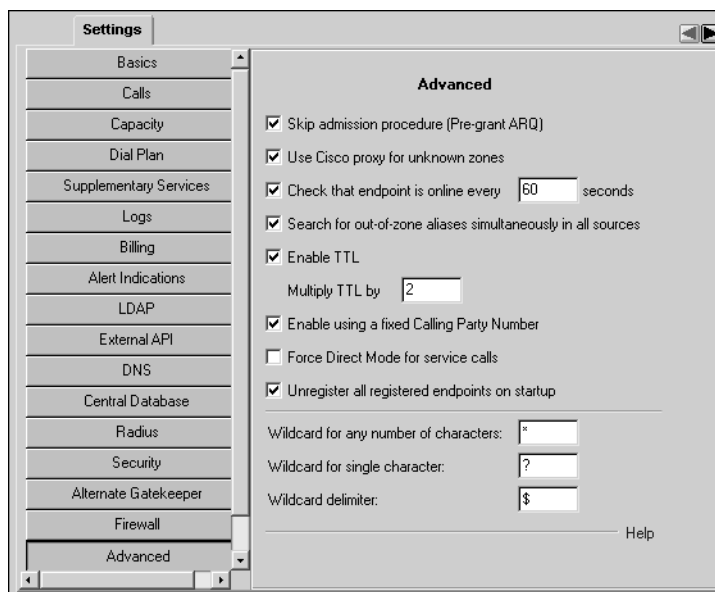 Settings
Basics
Calls
Capacity
Dial Plan
Supplementary Services
Logs
Billing
Alert Indications
LDAP
External API
DNS
Central Database
Radius
Security
Alternate Gatekeeper
Firewall
Advanced
Advanced
Skip admission procedure (Pre-grant ARQ)
Use Cisco proxy for unknown zones
Check that endpoint is online every 60 seconds
Search for out-of-zone aliases simultaneously in all sources
Enable TTL
Multiply TTL by 2
Enable using a fixed Calling Party Number
Force Direct Mode for service calls
Unregister all registered endpoints on startup
Wildcard for any number of characters: *
Wildcard for single character: ?
Wildcard delimiter: $
Help